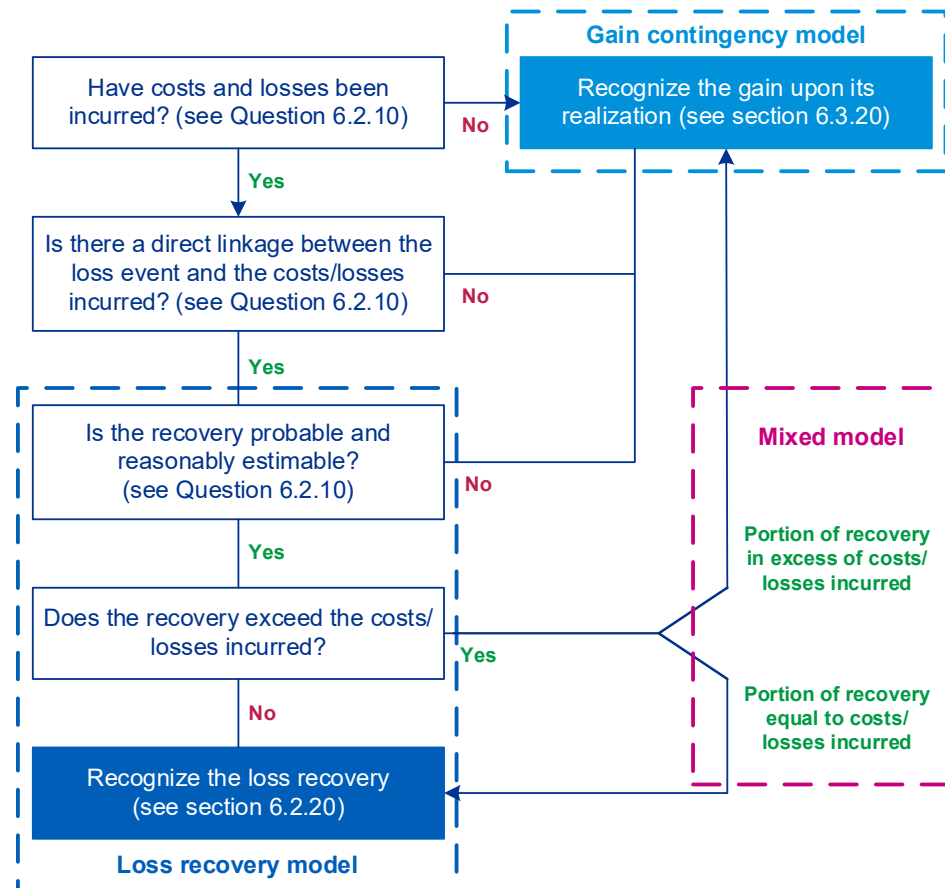 Gain contingency model
Have costs and losses been
incurred? (see Question 6.2.10)
No
Recognize the gain upon its
realization (see section 6.3.20)
Yes
Is there a direct linkage between the
loss event and the costs/losses
incurred? (see Question 6.2.10)
No
Yes
Is the recovery probable and
reasonably estimable?
(see Question 6.2.10)
No
Mixed model
Yes
Portion of recovery
in excess of costs/
losses incurred
Does the recovery exceed the costs/
losses incurred?
Yes
Portion of recovery
equal to costs/
losses incurred
No
Recognize the loss recovery
(see section 6.2.20)
Loss recovery model